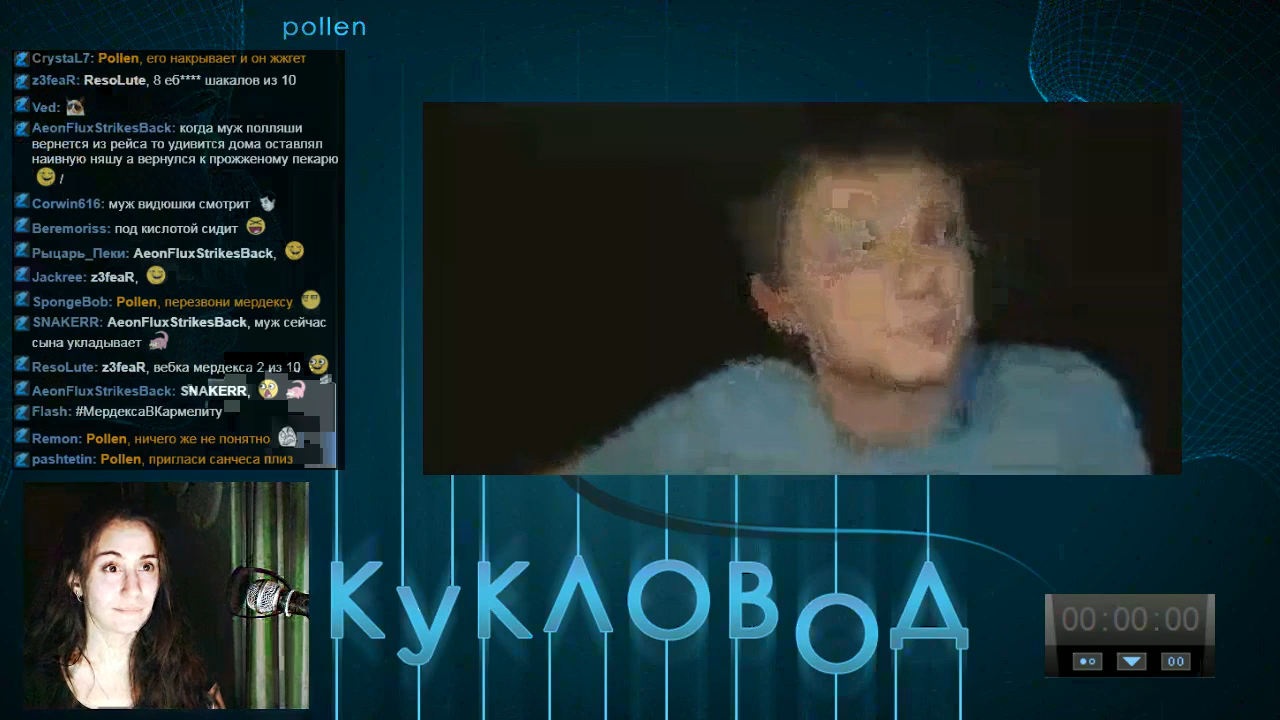 pollen
CrystaL7: Pollen, его накрывает и он жжгет
z3feaR: ResoLute, 8 еб**** шакалов из 10
Ved:
AeonFluxStrikesBack: когда муж полляши
вернется из рейса то удивится дома оставлял
наивную няшу а вернулся к прожженому пекарю
/
Corwin616: муж видюшки смотрит
Beremoriss: под кислотой сидит
Рыцарь_Пеки: AeonFluxStrikesBack,
Jackree: z3feaR,
SpongeBob: Pollen, перезвони мердексу
SNAKERR: AeonFluxStrikesBack, муж сейчас
сына укладывает
ResoLute: z3feaR, вебка мердекса 2 из 10
AeonFluxStrikesBack: SNAKERR,
Flash: #МердексаВКармелиту
Remon: Pollen, ничего же не понятно
pashtetin: Pollen, пригласи санчеса плиз
КуКЛОВОД
00:00:00
00